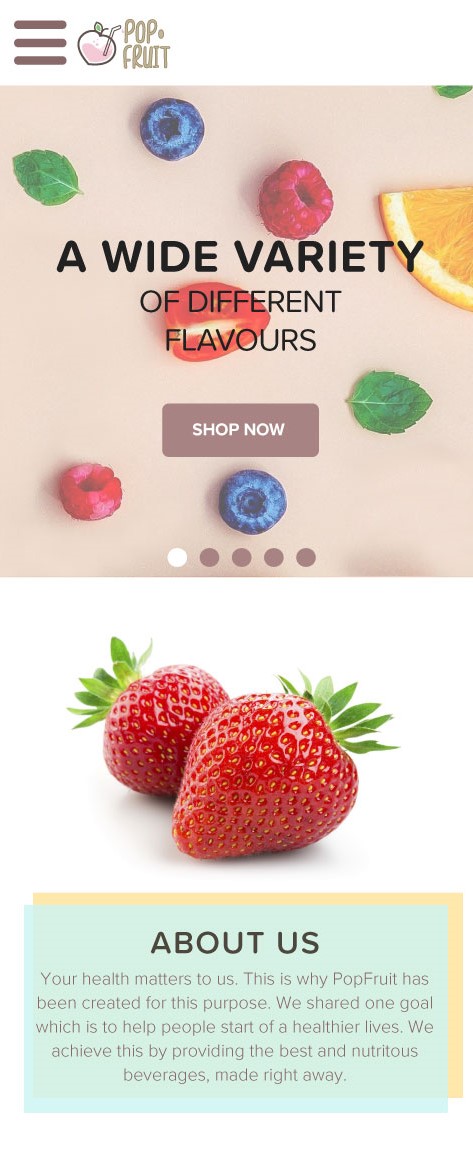 POP
FRUIT
A WIDE VARIETY
OF DIFFERENT
FLAVOURS
SHOP NOW
ABOUT US
Your health matters to us. This is why PopFruit has
been created for this purpose. We shared one goal
which is to help people start of a healthier lives. We
achieve this by providing the best and nutritous
beverages, made right away.